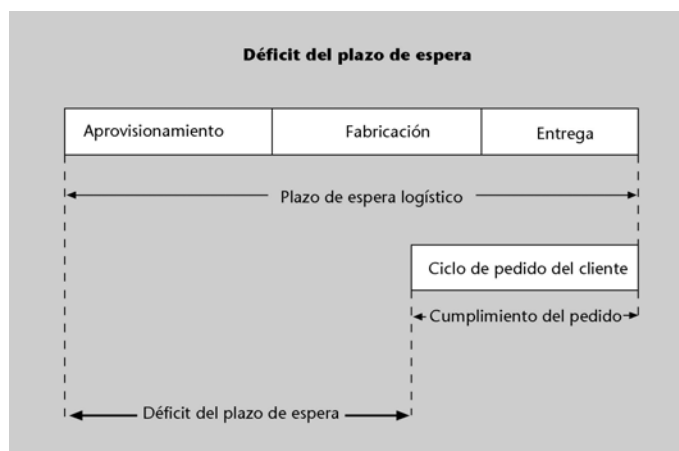 Déficit del plazo de espera
Aprovisionamiento
Fabricación
Entrega
Plazo de espera logístico
Ciclo de pedido del cliente
Cumplimiento del pedido
Déficit del plazo de espera